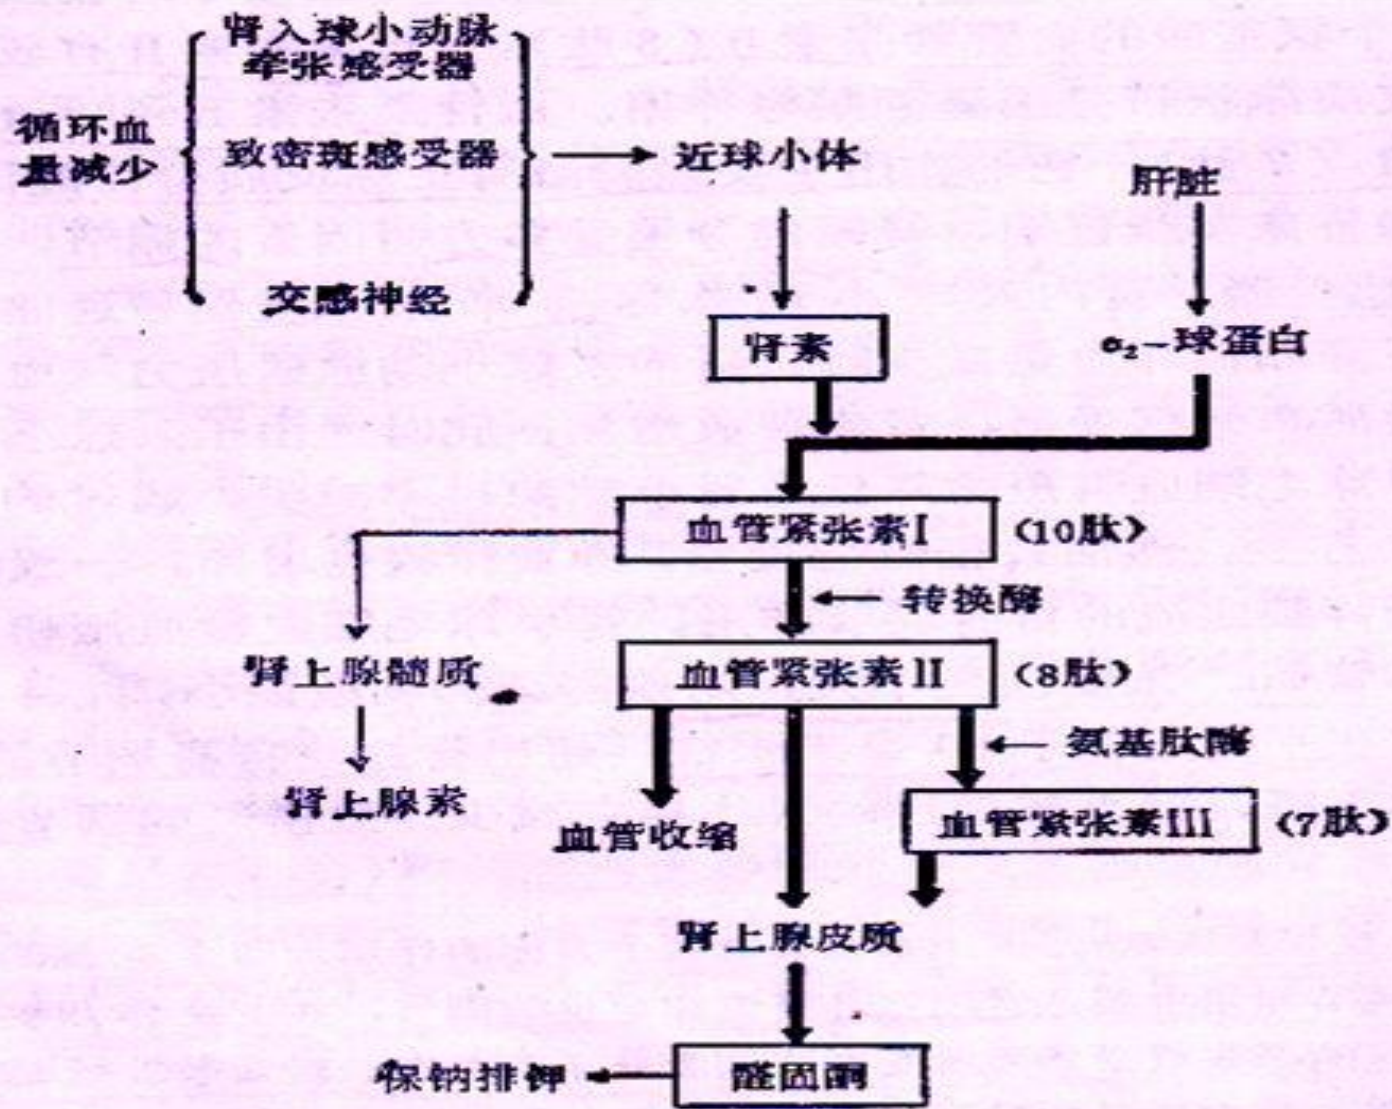 肾入球小动脉
牵张感受器
循环血
量减少
致密斑感受器
交感神经
近球小体
肝脏
肾素
α₂-球蛋白
血管紧张素I
(10肽)
转换酶
肾上腺髓质
血管紧张素II
(8肽)
氨基肽酶
肾上腺素
血管收缩
血管紧张素III
(7肽)
肾上腺皮质
保钠排钾
醛固酮